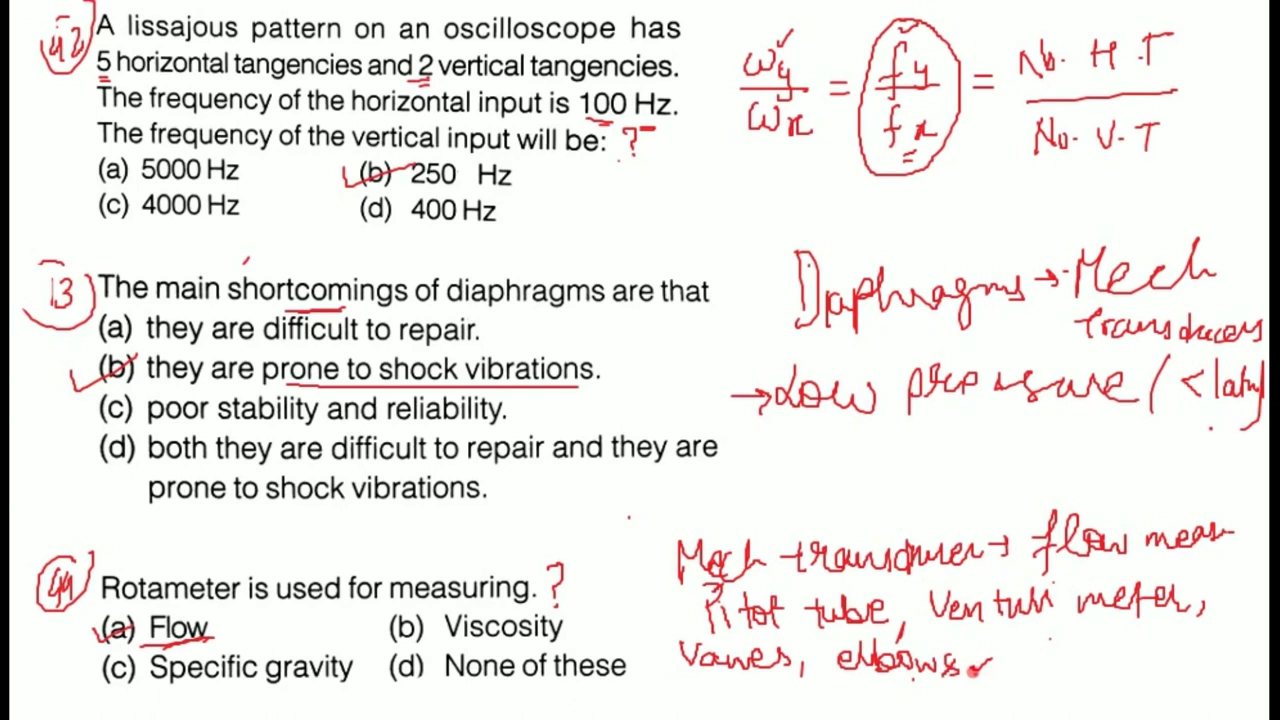 42
A lissajous pattern on an oscilloscope has
5 horizontal tangencies and 2 vertical tangencies.
The frequency of the horizontal input is 100 Hz.
The frequency of the vertical input will be: ?
(a) 5000 Hz (b) 250 Hz
(c) 4000 Hz (d) 400 Hz
ωy / ωx = fy / fx = No. H.T / No. V.T
13
The main shortcomings of diaphragms are that
(a) they are difficult to repair.
(b) they are prone to shock vibrations.
(c) poor stability and reliability.
(d) both they are difficult to repair and they are
prone to shock vibrations.
Daphragms → Mech
transducers
→ Low pressure (<1atm)
44
Rotameter is used for measuring. ?
(a) Flow (b) Viscosity
(c) Specific gravity (d) None of these
Mech transducer → flow meas
Pitot tube, Venturi meter,
Vanes, elbows